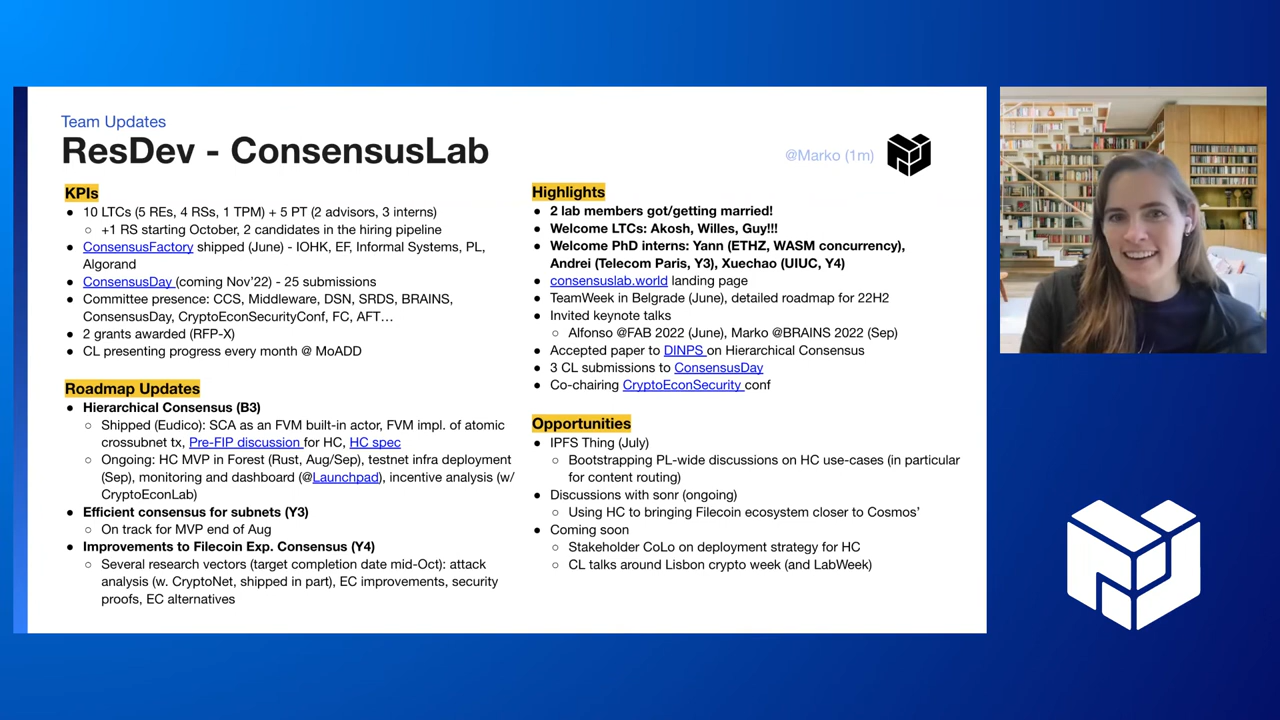 Team Updates
ResDev - ConsensusLab
@Marko (1m)
KPIs
● 10 LTCs (5 REs, 4 RSs, 1 TPM) + 5 PT (2 advisors, 3 interns)
○ +1 RS starting October, 2 candidates in the hiring pipeline
● ConsensusFactory shipped (June) - IOHK, EF, Informal Systems, PL,
Algorand
● ConsensusDay (coming Nov'22) - 25 submissions
● Committee presence: CCS, Middleware, DSN, SRDS, BRAINS,
ConsensusDay, CryptoEconSecurityConf, FC, AFT…
● 2 grants awarded (RFP-X)
● CL presenting progress every month @ MoADD
Roadmap Updates
● Hierarchical Consensus (B3)
○ Shipped (Eudico): SCA as an FVM built-in actor, FVM impl. of atomic
crossubnet tx, Pre-FIP discussion for HC, HC spec
○ Ongoing: HC MVP in Forest (Rust, Aug/Sep), testnet infra deployment
(Sep), monitoring and dashboard (@Launchpad), incentive analysis (w/
CryptoEconLab)
● Efficient consensus for subnets (Y3)
○ On track for MVP end of Aug
● Improvements to Filecoin Exp. Consensus (Y4)
○ Several research vectors (target completion date mid-Oct): attack
analysis (w. CryptoNet, shipped in part), EC improvements, security
proofs, EC alternatives
Highlights
● 2 lab members got/getting married!
● Welcome LTCs: Akosh, Willes, Guy!!!
● Welcome PhD interns: Yann (ETHZ, WASM concurrency),
Andrei (Telecom Paris, Y3), Xuechao (UIUC, Y4)
● consensuslab.world landing page
● TeamWeek in Belgrade (June), detailed roadmap for 22H2
● Invited keynote talks
○ Alfonso @FAB 2022 (June), Marko @BRAINS 2022 (Sep)
● Accepted paper to DINPS on Hierarchical Consensus
● 3 CL submissions to ConsensusDay
● Co-chairing CryptoEconSecurity conf
Opportunities
● IPFS Thing (July)
○ Bootstrapping PL-wide discussions on HC use-cases (in particular
for content routing)
● Discussions with sonr (ongoing)
○ Using HC to bringing Filecoin ecosystem closer to Cosmos'
● Coming soon
○ Stakeholder CoLo on deployment strategy for HC
○ CL talks around Lisbon crypto week (and LabWeek)